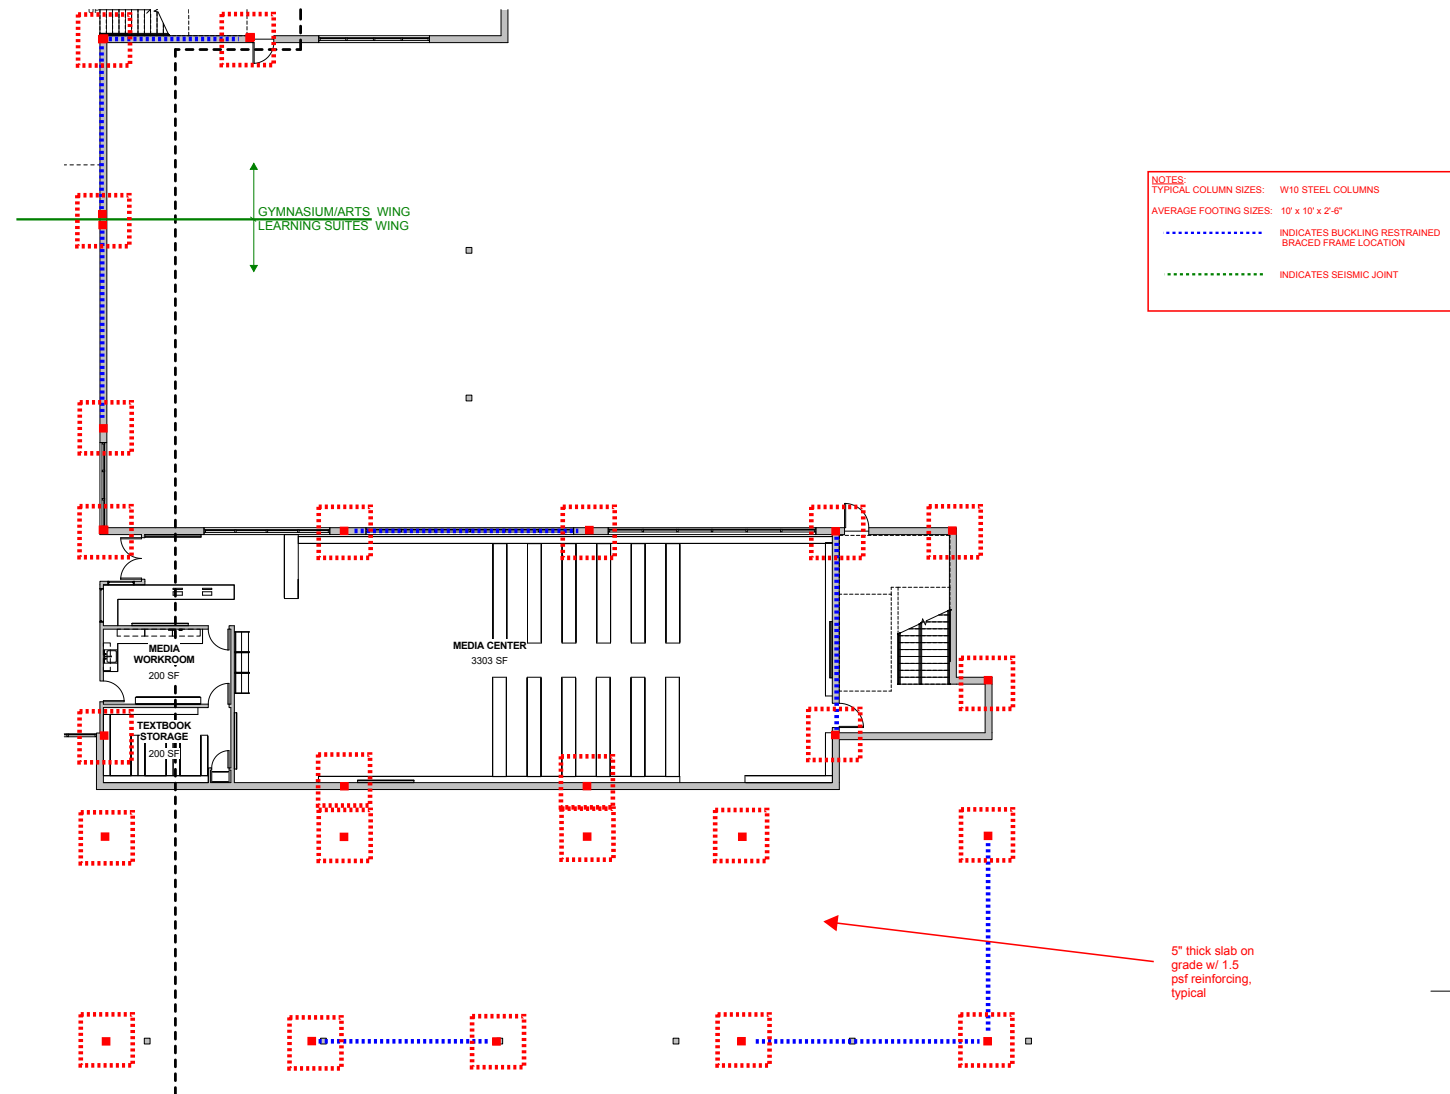 NOTES:
TYPICAL COLUMN SIZES: W10 STEEL COLUMNS
AVERAGE FOOTING SIZES: 10' x 10' x 2'-6"
INDICATES BUCKLING RESTRAINED
BRACED FRAME LOCATION
INDICATES SEISMIC JOINT
GYMNASIUM/ARTS WING
LEARNING SUITES WING
MEDIA
WORKROOM
200 SF
MEDIA CENTER
3303 SF
TEXTBOOK
STORAGE
200 SF
5" thick slab on
grade w/ 1.5
psf reinforcing,
typical